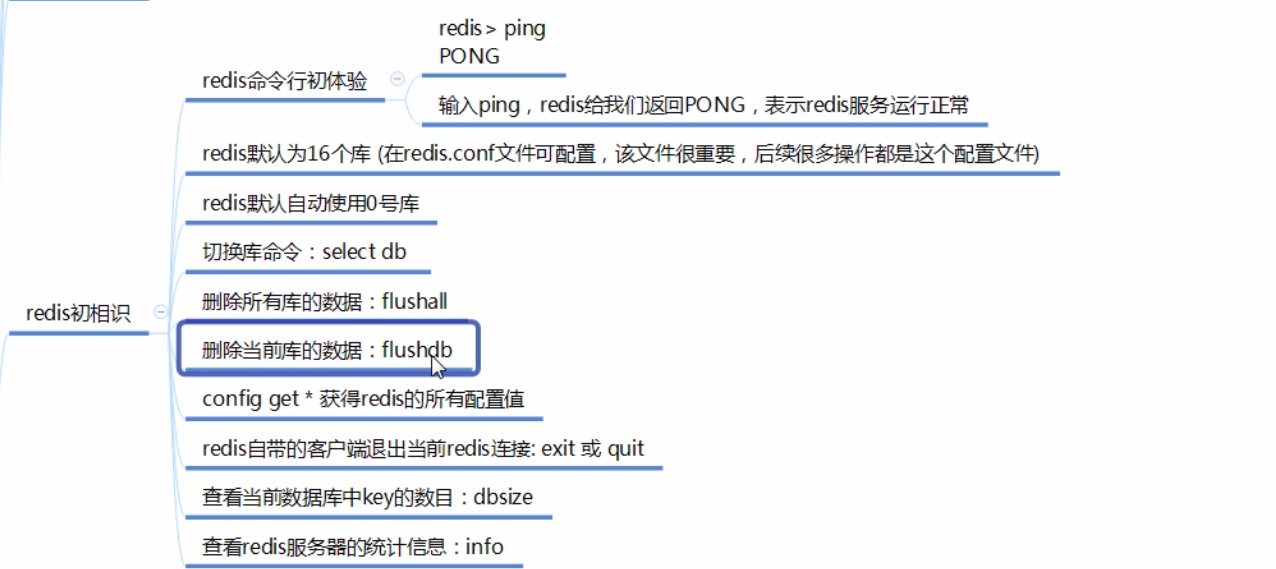 redis> ping
PONG
redis命令行初体验
输入ping，redis给我们返回PONG，表示redis服务运行正常
redis默认为16个库 (在redis.conf文件可配置，该文件很重要，后续很多操作都是这个配置文件)
redis默认自动使用0号库
切换库命令：select db
删除所有库的数据：flushall
redis初相识
删除当前库的数据：flushdb
config get * 获得redis的所有配置值
redis自带的客户端退出当前redis连接: exit 或 quit
查看当前数据库中key的数目：dbsize
查看redis服务器的统计信息：info